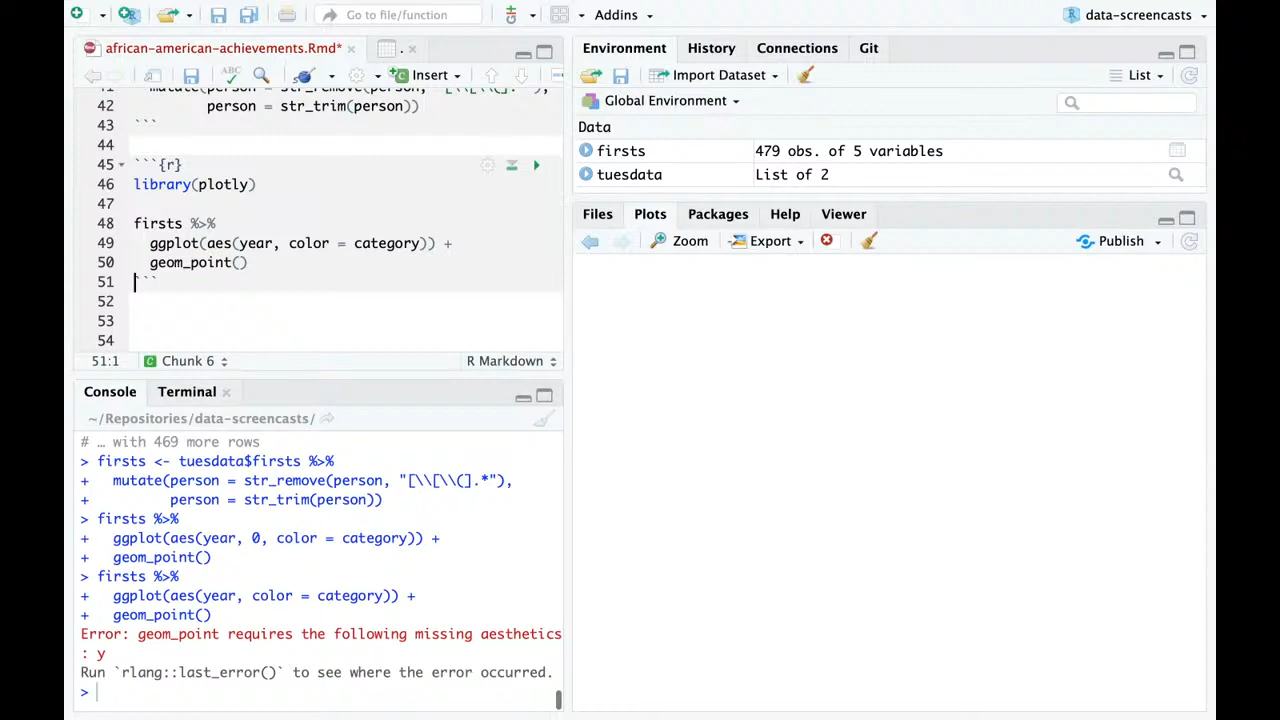 Go to file/function
Addins
data-screencasts
african-american-achievements.Rmd*
.
ABC
Insert
mutate(person = str_remove(person, "[\\[\\(].*"),
42 person = str_trim(person))
43 ```
44
45 ```{r}
46 library(plotly)
47
48 firsts %>%
49 ggplot(aes(year, color = category)) +
50 geom_point()
51 ```
52
53
54
51:1 Chunk 6 R Markdown
Console Terminal
~/Repositories/data-screencasts/
# … with 469 more rows
> firsts <- tuesdata$firsts %>%
+ mutate(person = str_remove(person, "[\\[\\(].*"),
+ person = str_trim(person))
> firsts %>%
+ ggplot(aes(year, 0, color = category)) +
+ geom_point()
> firsts %>%
+ ggplot(aes(year, color = category)) +
+ geom_point()
Error: geom_point requires the following missing aesthetics
: y
Run `rlang::last_error()` to see where the error occurred.
>
Environment History Connections Git
Import Dataset List
Global Environment
Data
firsts 479 obs. of 5 variables
tuesdata List of 2
Files Plots Packages Help Viewer
Zoom Export Publish